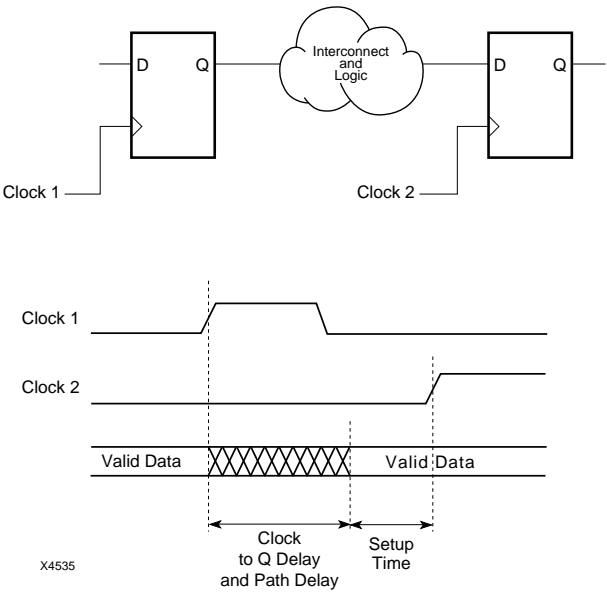 D Q
Interconnect
and
Logic
D Q
Clock 1
Clock 2
Clock 1
Clock 2
Valid Data
Valid Data
Clock
to Q Delay
and Path Delay
Setup
Time
X4535